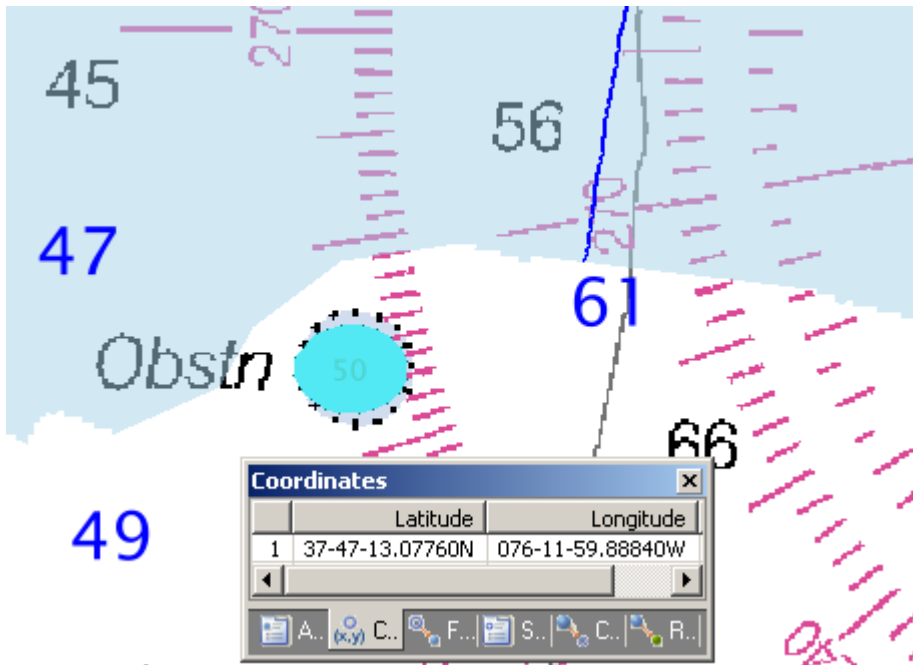 270
45
56
270
47
61
Obstn
50
66
49
Coordinates
Latitude Longitude
1 37-47-13.07760N 076-11-59.88840W
A.. (x,y) C.. F... S.. C.. R..